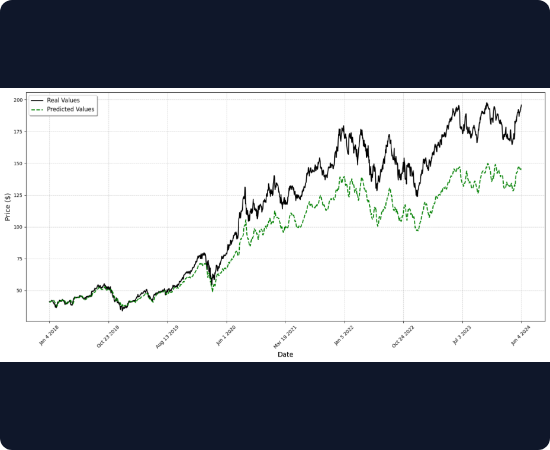 Real Values
Predicted Values
Price ($)
200
175
150
125
100
75
50
Jan 4 2018
Oct 23 2018
Aug 13 2019
Jun 1 2020
Mar 18 2021
Jan 5 2022
Oct 24 2022
Jul 3 2023
Jun 4 2024
Date